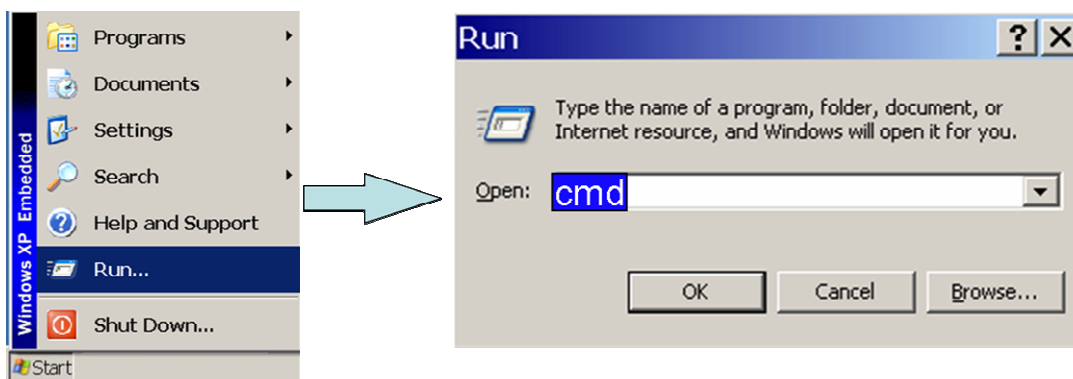 Windows XP Embedded
Programs
Documents
Settings
Search
Help and Support
Run...
Shut Down...
Start
Run
Type the name of a program, folder, document, or
Internet resource, and Windows will open it for you.
Open: cmd
OK Cancel Browse...